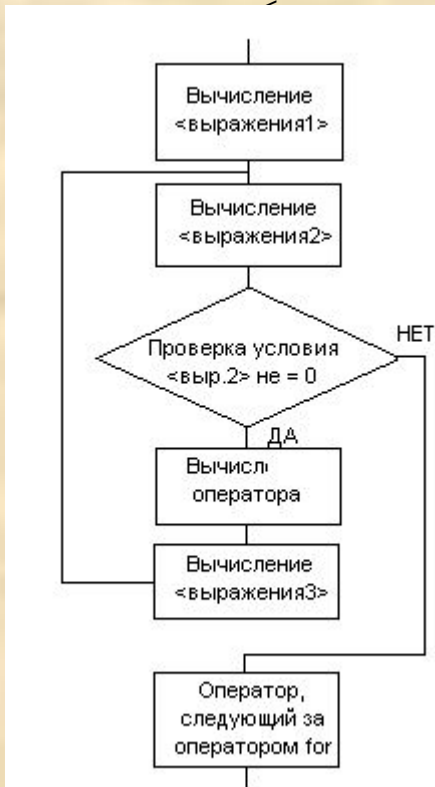 Вычисление
<выражения1>
Вычисление
<выражения2>
Проверка условия
<выр.2> не = 0
НЕТ
ДА
оператора
Вычисление
<выражения3>
Оператор,
следующий за
оператором for